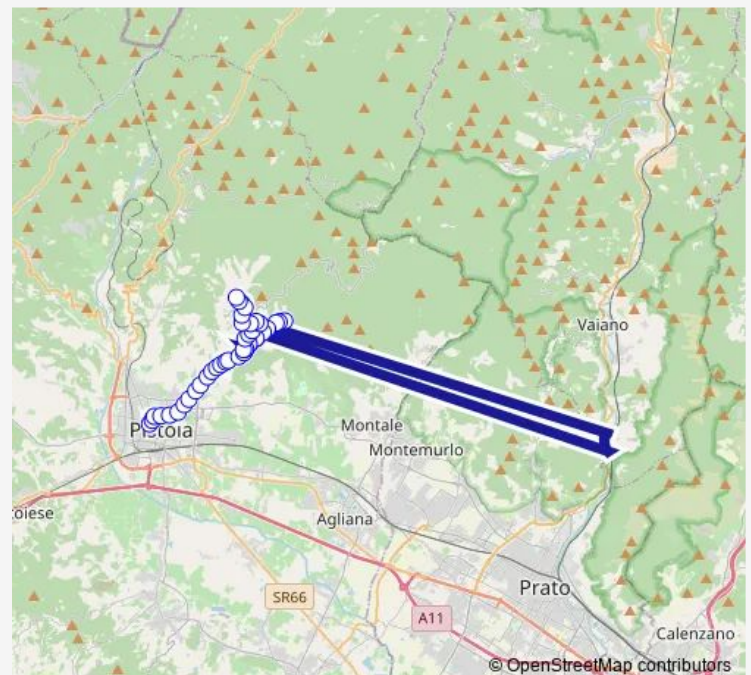 Vaiano
Pistoia
Montale
Montemurlo
oiese
Agliana
Prato
SR66
A11
Calenzano
© OpenStreetMap contributors